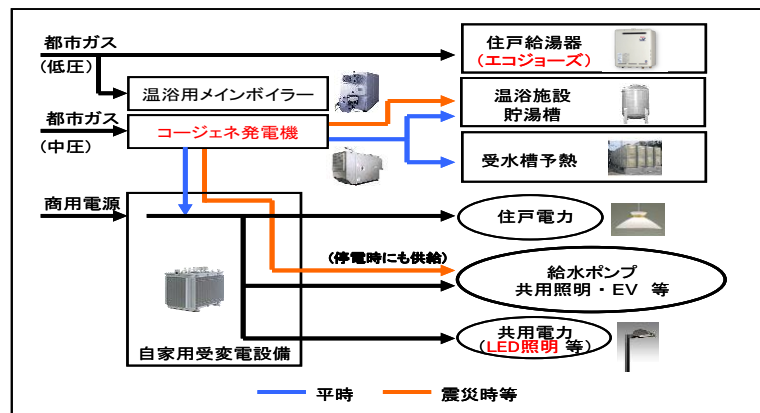 都市ガス
(低圧)
住戸給湯器
(エコジョーズ)
温浴用メインボイラー
温浴施設
貯湯槽
都市ガス
(中圧)
コージェネ発電機
受水槽予熱
商用電源
住戸電力
(停電時にも供給)
給水ポンプ
共用照明・EV 等
共用電力
(LED照明 等)
自家用受変電設備
平時
震災時等